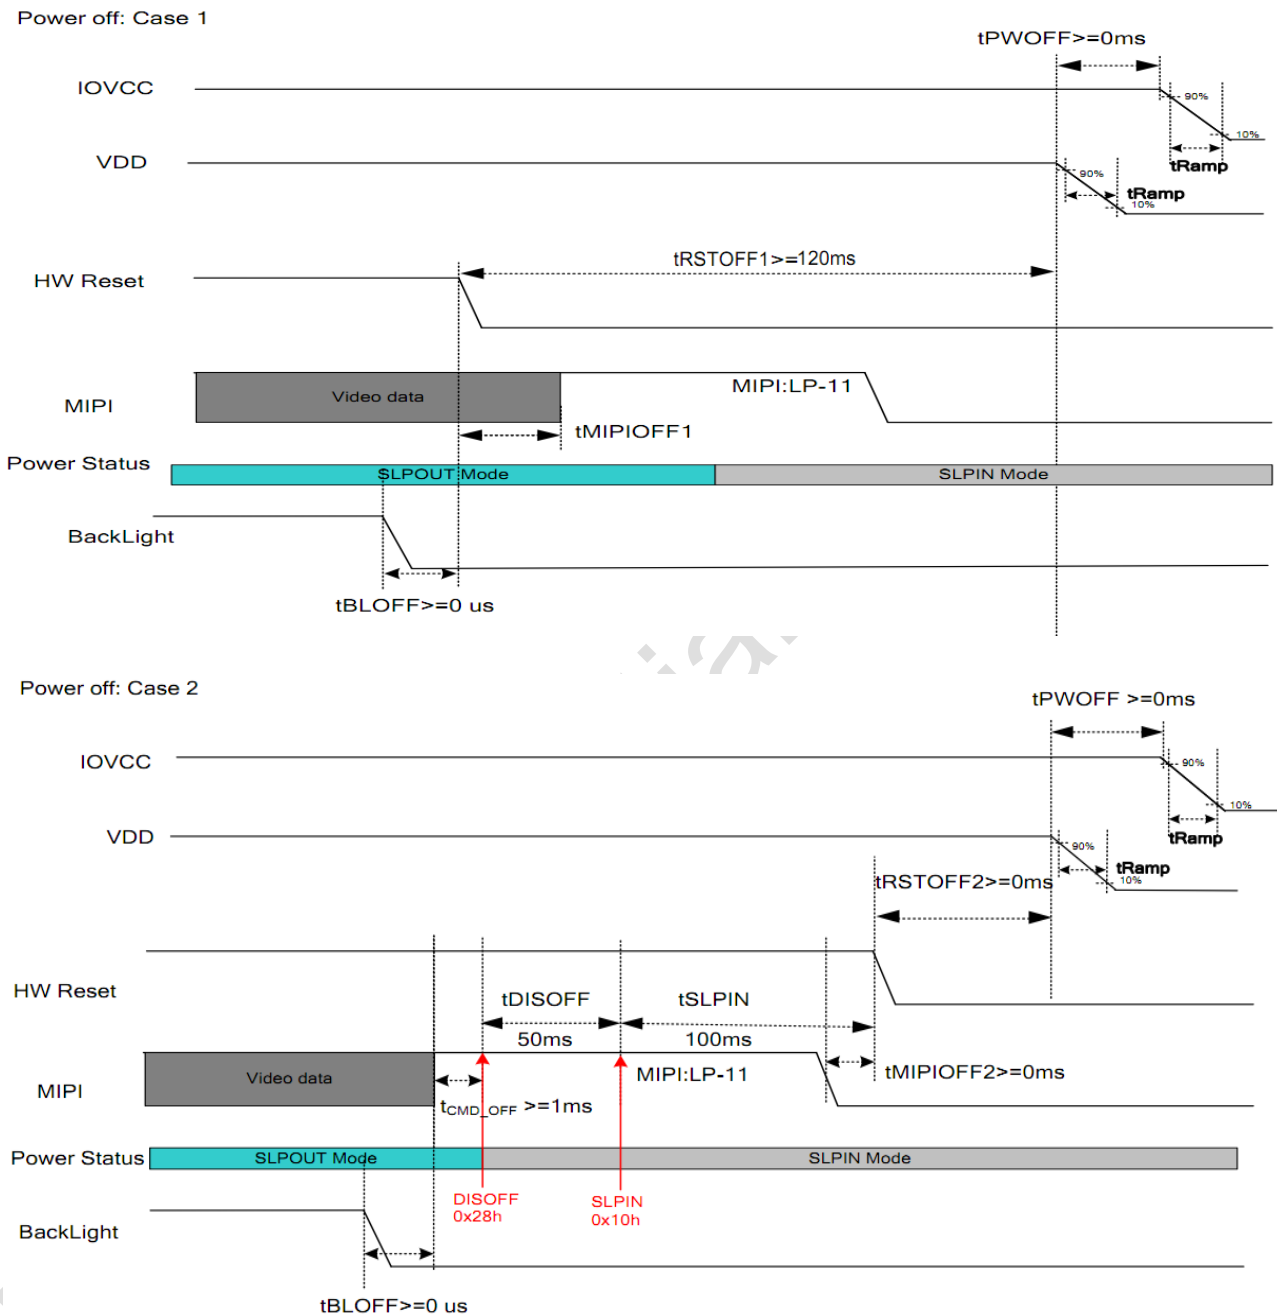 Power off: Case 1
tPWOFF>=0ms
IOVCC
90%
10%
tRamp
VDD
90%
tRamp
10%
tRSTOFF1>=120ms
HW Reset
Video data
MIPI:LP-11
MIPI
tMIPIOFF1
Power Status
SLPOUT Mode
SLPIN Mode
BackLight
tBLOFF>=0 us
Power off: Case 2
tPWOFF >=0ms
IOVCC
90%
10%
VDD
tRamp
90%
tRamp
10%
tRSTOFF2>=0ms
HW Reset
tDISOFF
tSLPIN
50ms
100ms
Video data
MIPI:LP-11
tMIPIOFF2>=0ms
MIPI
tCMD_OFF >=1ms
Power Status
SLPOUT Mode
SLPIN Mode
DISOFF
0x28h
SLPIN
0x10h
BackLight
tBLOFF>=0 us